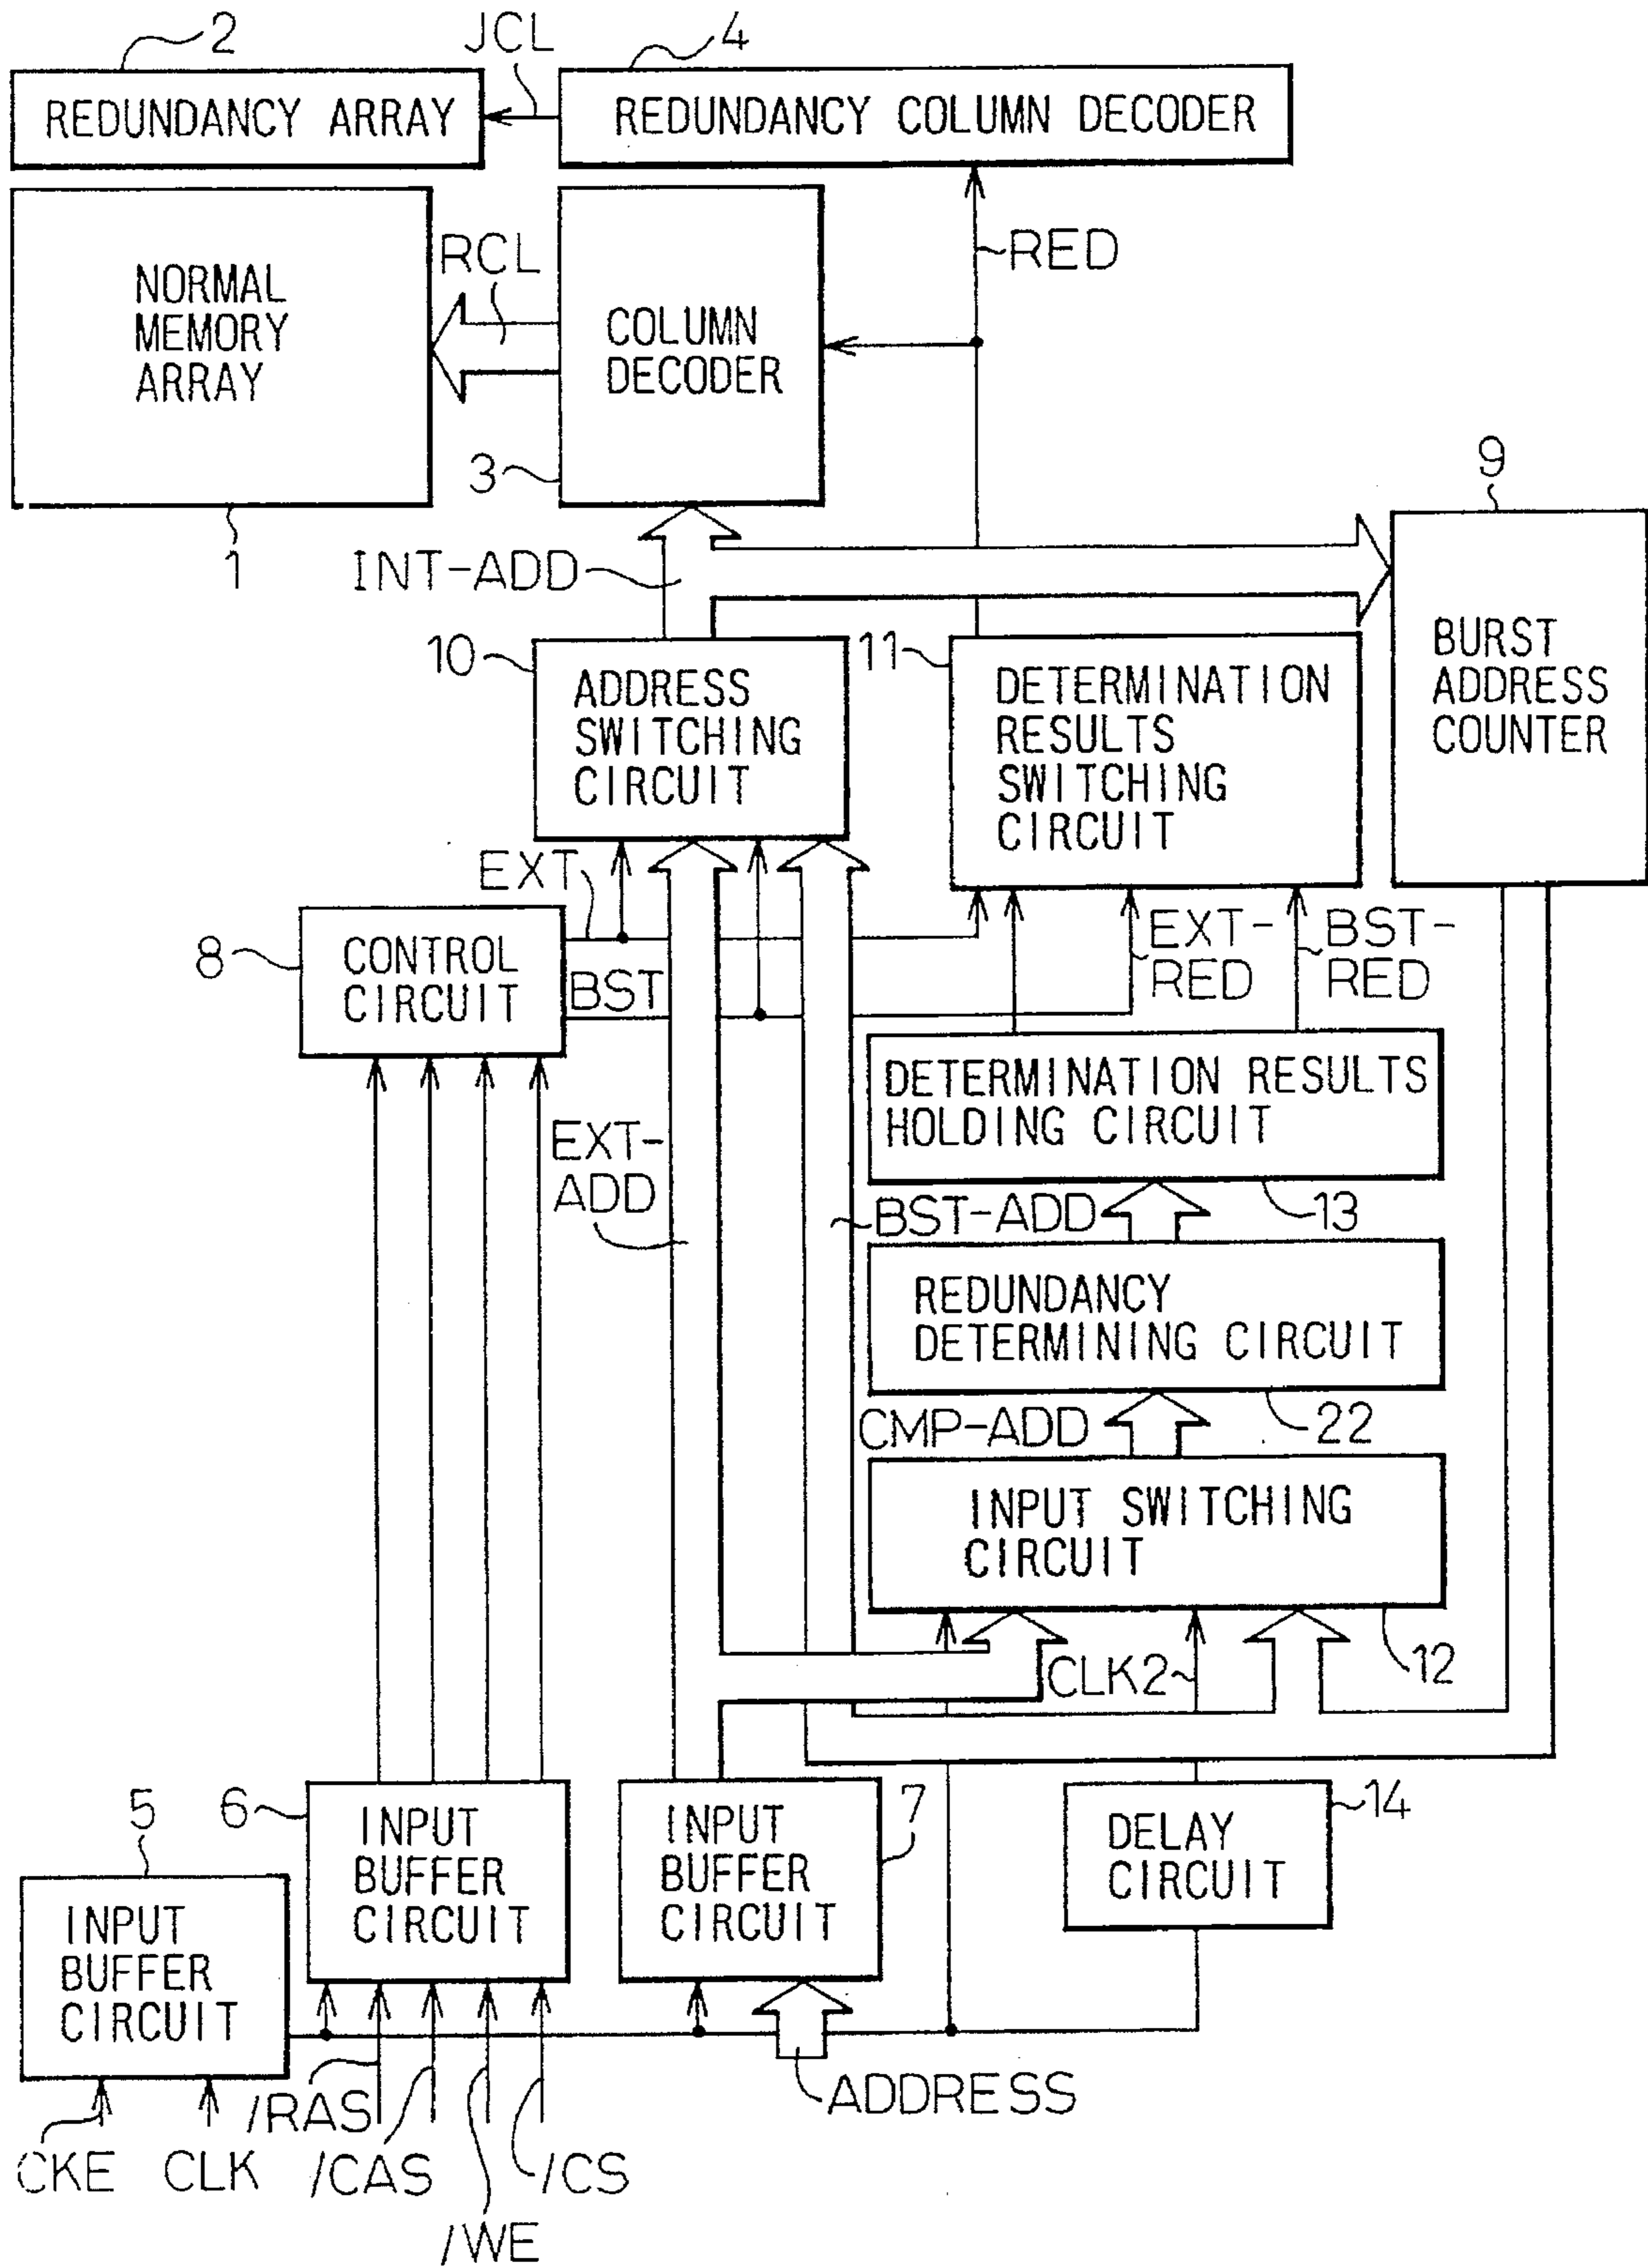 2
JCL
4
REDUNDANCY ARRAY
REDUNDANCY COLUMN DECODER
NORMAL
MEMORY
ARRAY
RCL
COLUMN
DECODER
RED
3
1
INT-ADD
9
10
ADDRESS
SWITCHING
CIRCUIT
11
DETERMINATION
RESULTS
SWITCHING
CIRCUIT
BURST
ADDRESS
COUNTER
EXT
8
CONTROL
CIRCUIT
BST
EXT-
RED
BST-
RED
DETERMINATION RESULTS
HOLDING CIRCUIT
EXT-
ADD
BST-ADD
13
REDUNDANCY
DETERMINING CIRCUIT
CMP-ADD
22
INPUT SWITCHING
CIRCUIT
CLK2
12
5
6
INPUT
BUFFER
CIRCUIT
INPUT
BUFFER
CIRCUIT
7
DELAY
CIRCUIT
14
INPUT
BUFFER
CIRCUIT
/RAS
ADDRESS
CKE
CLK
/CAS
/CS
/WE